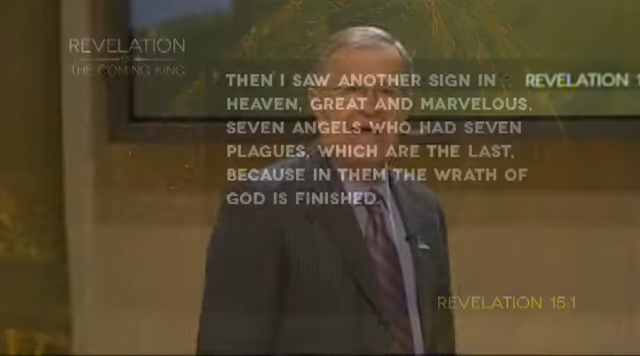 REVELATION
THE COMING KING
THEN I SAW ANOTHER SIGN IN
HEAVEN, GREAT AND MARVELOUS,
SEVEN ANGELS WHO HAD SEVEN
PLAGUES, WHICH ARE THE LAST,
BECAUSE IN THEM THE WRATH OF
GOD IS FINISHED.
REVELATION 1
REVELATION 15:1